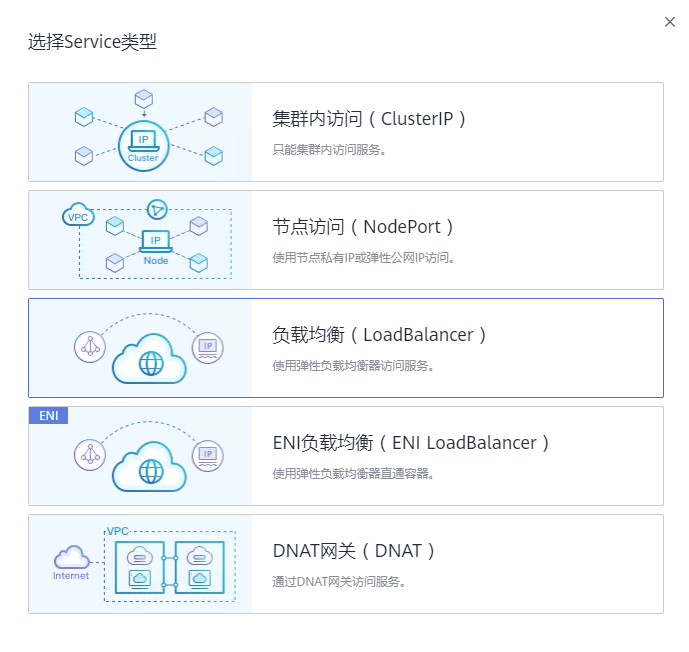 选择Service类型
IP
Cluster
集群内访问（ClusterIP）
只能集群内访问服务。
VPC
IP
Node
节点访问（NodePort）
使用节点私有IP或弹性公网IP访问。
IP
负载均衡（LoadBalancer）
使用弹性负载均衡器访问服务。
ENI
IP
ENI负载均衡（ENI LoadBalancer）
使用弹性负载均衡器直通容器。
VPC
Internet
DNAT网关（DNAT）
通过DNAT网关访问服务。